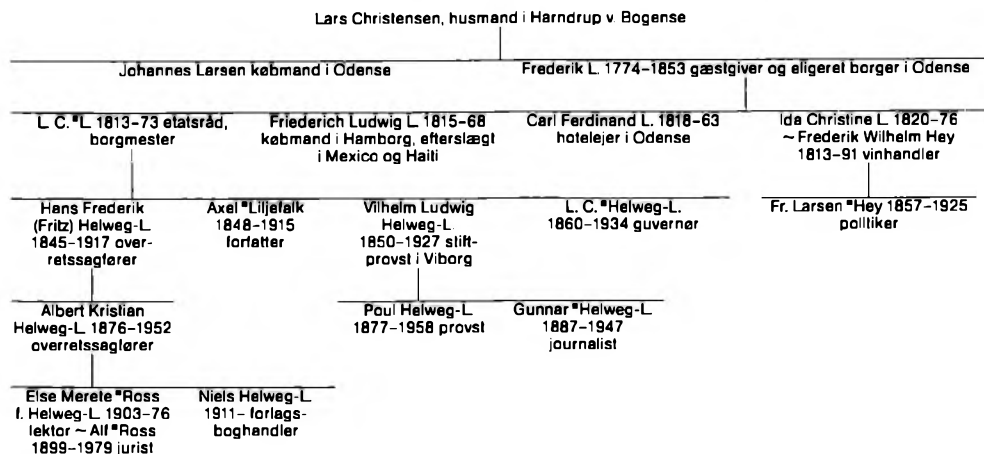 Lars Christensen, husmand i Harndrup v. Bogense
Johannes Larsen købmand i Odense
Frederik L. 1774–1853 gæstgiver og eligeret borger i Odense
L. C. *L. 1813–73 etatsråd,
borgmester
Friederich Ludwig L. 1815–68
købmand i Hamborg, efterslægt
i Mexico og Haiti
Carl Ferdinand L. 1818–63
hotelejer i Odense
Ida Christine L. 1820–76
~ Frederik Wilhelm Hey
1813–91 vinhandler
Hans Frederik
(Fritz) Helweg-L.
1845–1917 over-
retssagfører
Axel *Liljefalk
1848–1915
forfatter
Vilhelm Ludwig
Helweg-L.
1850–1927 stift-
provst i Viborg
L. C. *Helweg-L.
1860–1934 guvernør
Fr. Larsen *Hey 1857–1925
politiker
Albert Kristian
Helweg-L. 1876–1952
overretssagfører
Poul Helweg-L.
1877–1958 provst
Gunnar *Helweg-L.
1887–1947
journalist
Else Merete *Ross
f. Helweg-L. 1903–76
lektor ~ Alf *Ross
1899–1979 jurist
Niels Helweg-L.
1911– forlags-
boghandler